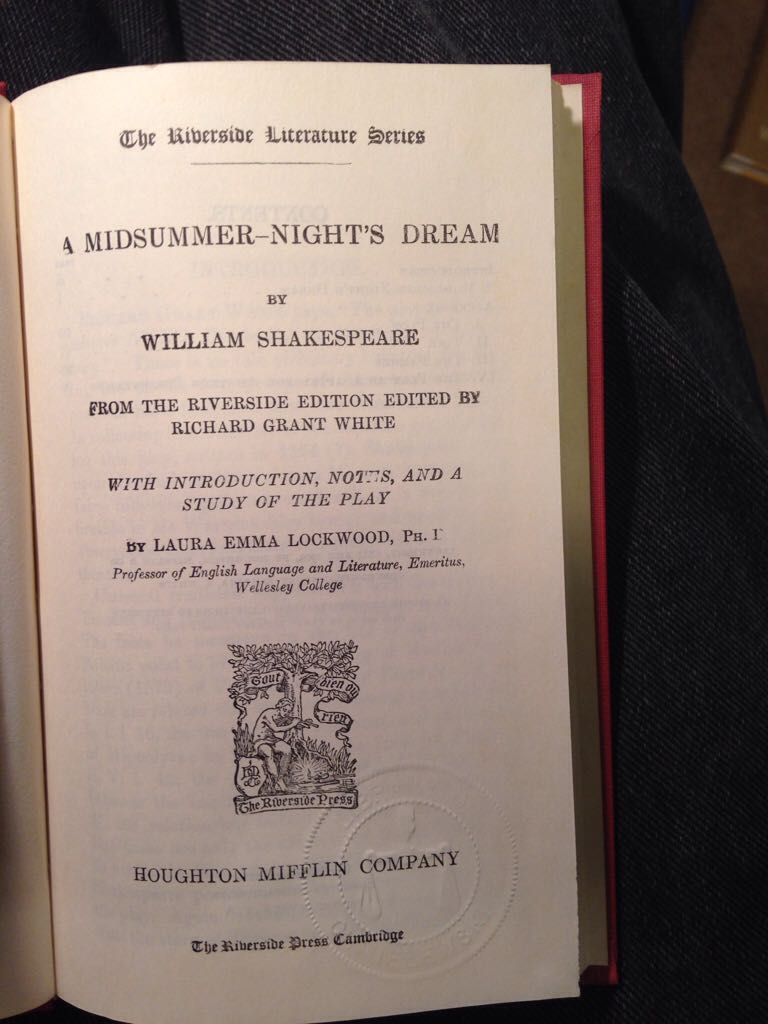 The Riverside Literature Series
A MIDSUMMER-NIGHT'S DREAM
BY
WILLIAM SHAKESPEARE
FROM THE RIVERSIDE EDITION EDITED BY
RICHARD GRANT WHITE
WITH INTRODUCTION, NOTES, AND A
STUDY OF THE PLAY
BY LAURA EMMA LOCKWOOD, PH.
Professor of English Language and Literature, Emeritus,
Wellesley College
Tout bien ou
rien
The Riverside Press
HOUGHTON MIFFLIN COMPANY
The Riverside Press Cambridge